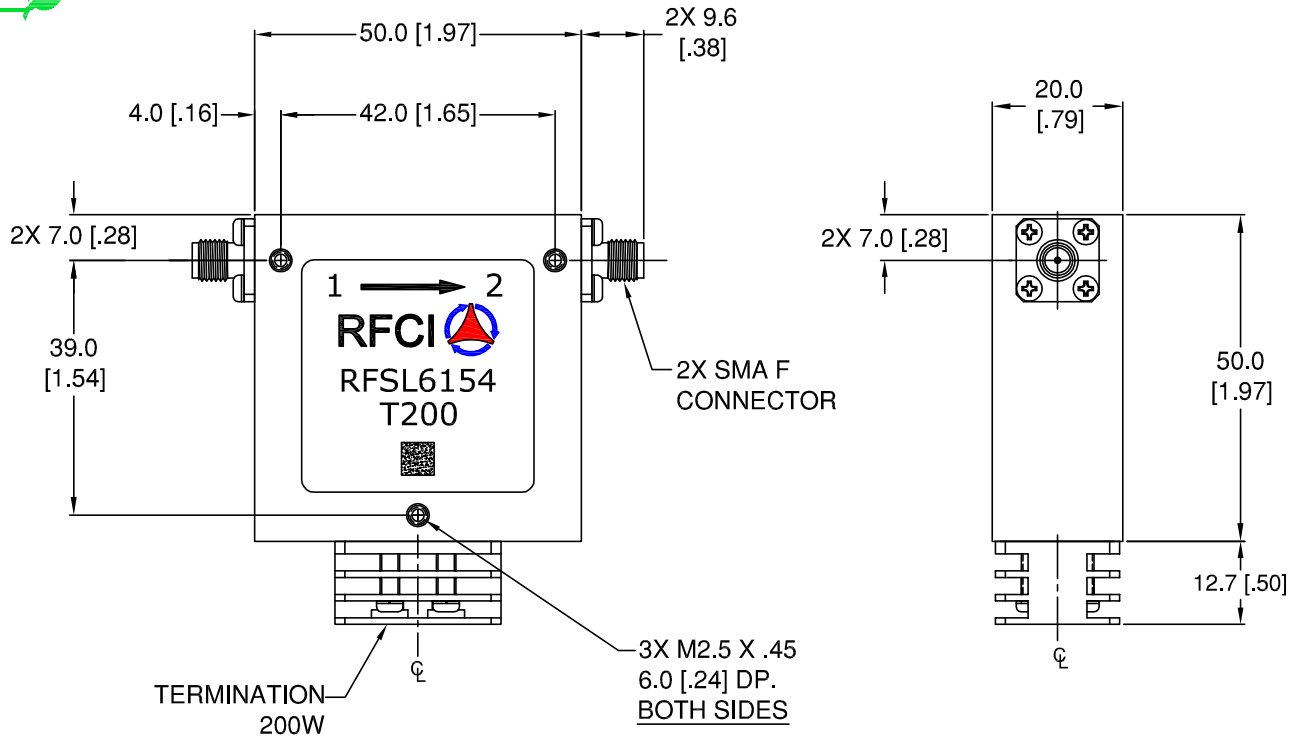 50.0 [1.97]
2X 9.6
[.38]
4.0 [.16]
42.0 [1.65]
20.0
[.79]
2X 7.0 [.28]
2X 7.0 [.28]
1 2
RFCI
RFSL6154
T200
39.0
[1.54]
2X SMA F
CONNECTOR
50.0
[1.97]
12.7 [.50]
3X M2.5 X .45
6.0 [.24] DP.
BOTH SIDES
TERMINATION
200W
℄
℄